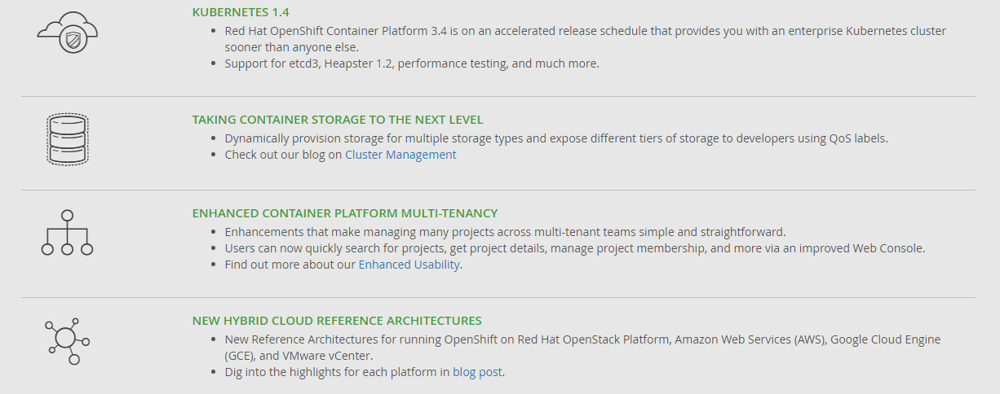 KUBERNETES 1.4
• Red Hat OpenShift Container Platform 3.4 is on an accelerated release schedule that provides you with an enterprise Kubernetes cluster
sooner than anyone else.
• Support for etcd3, Heapster 1.2, performance testing, and much more.
TAKING CONTAINER STORAGE TO THE NEXT LEVEL
• Dynamically provision storage for multiple storage types and expose different tiers of storage to developers using QoS labels.
• Check out our blog on Cluster Management
ENHANCED CONTAINER PLATFORM MULTI-TENANCY
• Enhancements that make managing many projects across multi-tenant teams simple and straightforward.
• Users can now quickly search for projects, get project details, manage project membership, and more via an improved Web Console.
• Find out more about our Enhanced Usability.
NEW HYBRID CLOUD REFERENCE ARCHITECTURES
• New Reference Architectures for running OpenShift on Red Hat OpenStack Platform, Amazon Web Services (AWS), Google Cloud Engine
(GCE), and VMware vCenter.
• Dig into the highlights for each platform in blog post.